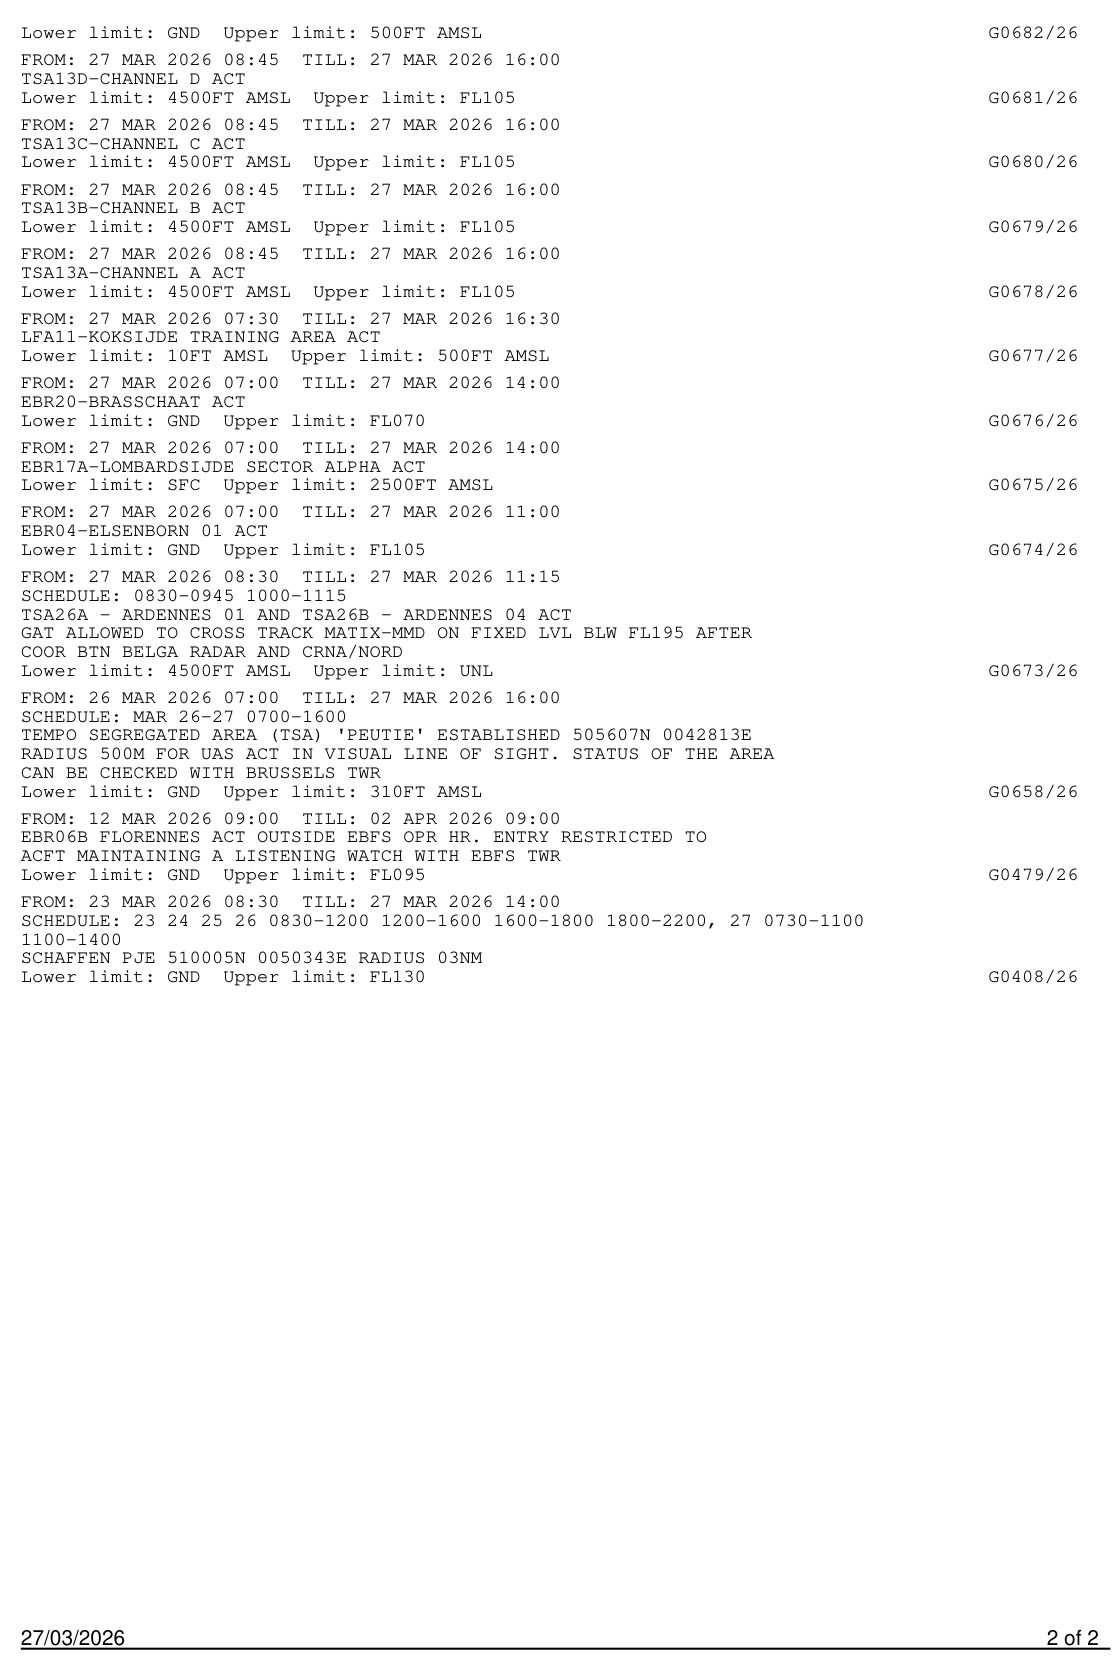 Lower limit: GND  Upper limit: 500FT AMSL G0682/26
FROM: 27 MAR 2026 08:45  TILL: 27 MAR 2026 16:00
TSA13D-CHANNEL D ACT
Lower limit: 4500FT AMSL  Upper limit: FL105 G0681/26
FROM: 27 MAR 2026 08:45  TILL: 27 MAR 2026 16:00
TSA13C-CHANNEL C ACT
Lower limit: 4500FT AMSL  Upper limit: FL105 G0680/26
FROM: 27 MAR 2026 08:45  TILL: 27 MAR 2026 16:00
TSA13B-CHANNEL B ACT
Lower limit: 4500FT AMSL  Upper limit: FL105 G0679/26
FROM: 27 MAR 2026 08:45  TILL: 27 MAR 2026 16:00
TSA13A-CHANNEL A ACT
Lower limit: 4500FT AMSL  Upper limit: FL105 G0678/26
FROM: 27 MAR 2026 07:30  TILL: 27 MAR 2026 16:30
LFA11-KOKSIJDE TRAINING AREA ACT
Lower limit: 10FT AMSL  Upper limit: 500FT AMSL G0677/26
FROM: 27 MAR 2026 07:00  TILL: 27 MAR 2026 14:00
EBR20-BRASSCHAAT ACT
Lower limit: GND  Upper limit: FL070 G0676/26
FROM: 27 MAR 2026 07:00  TILL: 27 MAR 2026 14:00
EBR17A-LOMBARDSIJDE SECTOR ALPHA ACT
Lower limit: SFC  Upper limit: 2500FT AMSL G0675/26
FROM: 27 MAR 2026 07:00  TILL: 27 MAR 2026 11:00
EBR04-ELSENBORN 01 ACT
Lower limit: GND  Upper limit: FL105 G0674/26
FROM: 27 MAR 2026 08:30  TILL: 27 MAR 2026 11:15
SCHEDULE: 0830-0945 1000-1115
TSA26A - ARDENNES 01 AND TSA26B - ARDENNES 04 ACT
GAT ALLOWED TO CROSS TRACK MATIX-MMD ON FIXED LVL BLW FL195 AFTER
COOR BTN BELGA RADAR AND CRNA/NORD
Lower limit: 4500FT AMSL  Upper limit: UNL G0673/26
FROM: 26 MAR 2026 07:00  TILL: 27 MAR 2026 16:00
SCHEDULE: MAR 26-27 0700-1600
TEMPO SEGREGATED AREA (TSA) 'PEUTIE' ESTABLISHED 505607N 0042813E
RADIUS 500M FOR UAS ACT IN VISUAL LINE OF SIGHT. STATUS OF THE AREA
CAN BE CHECKED WITH BRUSSELS TWR
Lower limit: GND  Upper limit: 310FT AMSL G0658/26
FROM: 12 MAR 2026 09:00  TILL: 02 APR 2026 09:00
EBR06B FLORENNES ACT OUTSIDE EBFS OPR HR. ENTRY RESTRICTED TO
ACFT MAINTAINING A LISTENING WATCH WITH EBFS TWR
Lower limit: GND  Upper limit: FL095 G0479/26
FROM: 23 MAR 2026 08:30  TILL: 27 MAR 2026 14:00
SCHEDULE: 23 24 25 26 0830-1200 1200-1600 1600-1800 1800-2200, 27 0730-1100
1100-1400
SCHAFFEN PJE 510005N 0050343E RADIUS 03NM
Lower limit: GND  Upper limit: FL130 G0408/26
27/03/2026 2 of 2